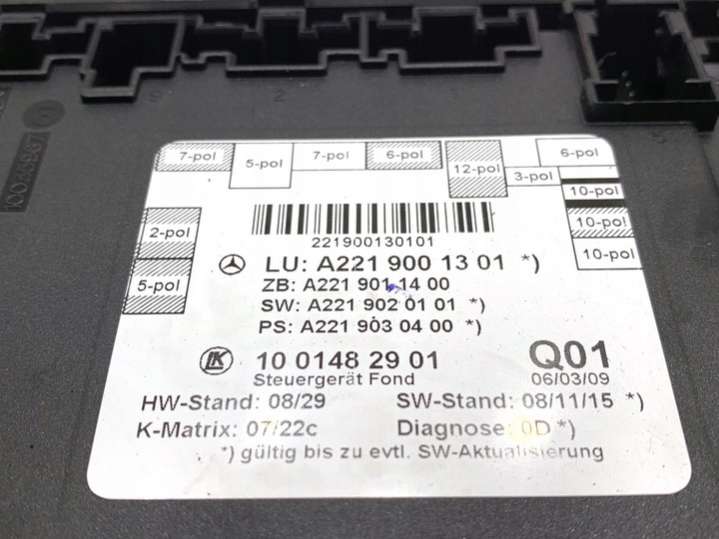 7-pol
5-pol
7-pol
6-pol
12-pol
3-pol
6-pol
10-pol
10-pol
10-pol
2-pol
5-pol
221900130101
LU: A221 900 13 01 *)
ZB: A221 901 14 00
SW: A221 902 01 01 *)
PS: A221 903 04 00 *)
LK 10 0148 29 01 Q01
Steuergerät Fond 06/03/09
HW-Stand: 08/29 SW-Stand: 08/11/15 *)
K-Matrix: 07/22c Diagnose: 0D *)
*) gültig bis zu evtl. SW-Aktualisierung